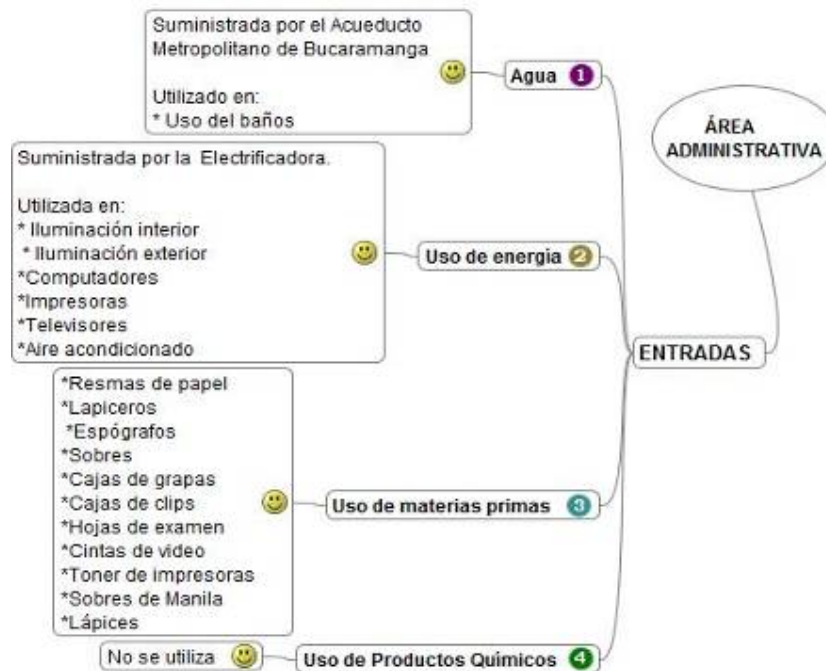 Suministrada por el Acueducto
Metropolitano de Bucaramanga
Utilizado en:
* Uso del baños
Agua 1
ÁREA
ADMINISTRATIVA
Suministrada por la Electrificadora.
Utilizada en:
* Iluminación interior
* Iluminación exterior
*Computadores
*Impresoras
*Televisores
*Aire acondicionado
Uso de energia 2
ENTRADAS
*Resmas de papel
*Lapiceros
*Espógrafos
*Sobres
*Cajas de grapas
*Cajas de clips
*Hojas de examen
*Cintas de video
*Toner de impresoras
*Sobres de Manila
*Lápices
Uso de materias primas 3
No se utiliza
Uso de Productos Químicos 4